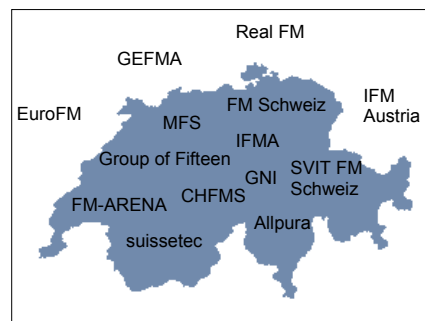 Real FM
GEFMA
IFM
Austria
EuroFM
FM Schweiz
MFS
IFMA
Group of Fifteen
GNI
SVIT FM
Schweiz
CHFMS
FM-ARENA
Allpura
suissetec